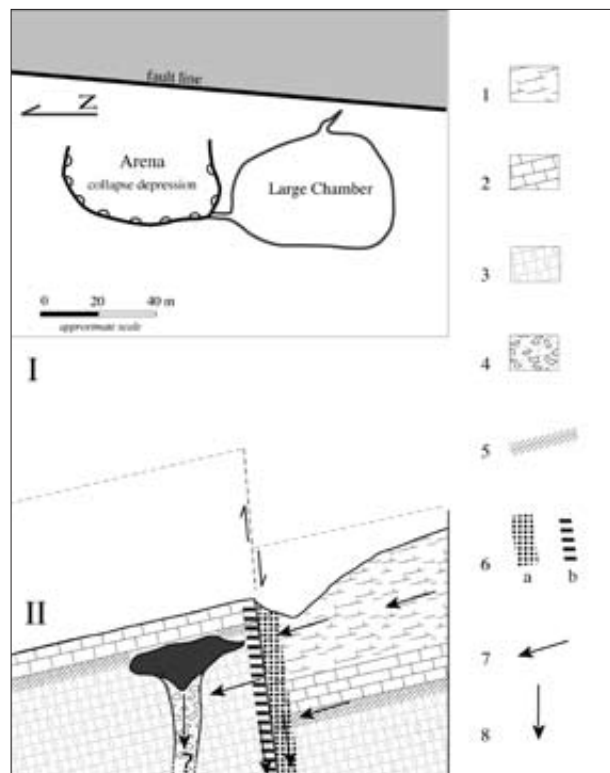 fault line
N
Arena
collapse depression
Large Chamber
0 20 40 m
approximate scale
I
II
?
1
2
3
4
5
6
a b
7
8